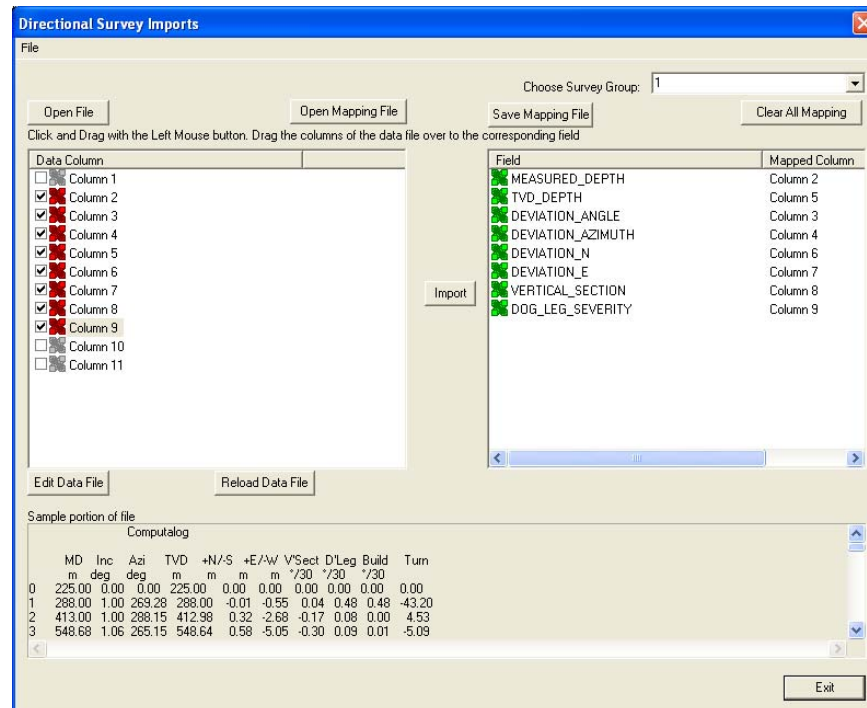 Directional Survey Imports
File
Choose Survey Group: 1
Open File Open Mapping File Save Mapping File Clear All Mapping
Click and Drag with the Left Mouse button. Drag the columns of the data file over to the corresponding field
Data Column
Column 1
Column 2
Column 3
Column 4
Column 5
Column 6
Column 7
Column 8
Column 9
Column 10
Column 11
Import
Field Mapped Column
MEASURED_DEPTH Column 2
TVD_DEPTH Column 5
DEVIATION_ANGLE Column 3
DEVIATION_AZIMUTH Column 4
DEVIATION_N Column 6
DEVIATION_E Column 7
VERTICAL_SECTION Column 8
DOG_LEG_SEVERITY Column 9
Edit Data File Reload Data File
Sample portion of file
Computalog
MD Inc Azi TVD +N/-S +E/-W V'Sect D'Leg Build Turn
m deg deg m m m m °/30 °/30 °/30
0 225.00 0.00 0.00 225.00 0.00 0.00 0.00 0.00 0.00 0.00
1 288.00 1.00 269.28 288.00 -0.01 -0.55 0.04 0.48 0.48 -43.20
2 413.00 1.00 288.15 412.98 0.32 -2.68 -0.17 0.08 0.00 4.53
3 548.68 1.06 265.15 548.64 0.58 -5.05 -0.30 0.09 0.01 -5.09
Exit